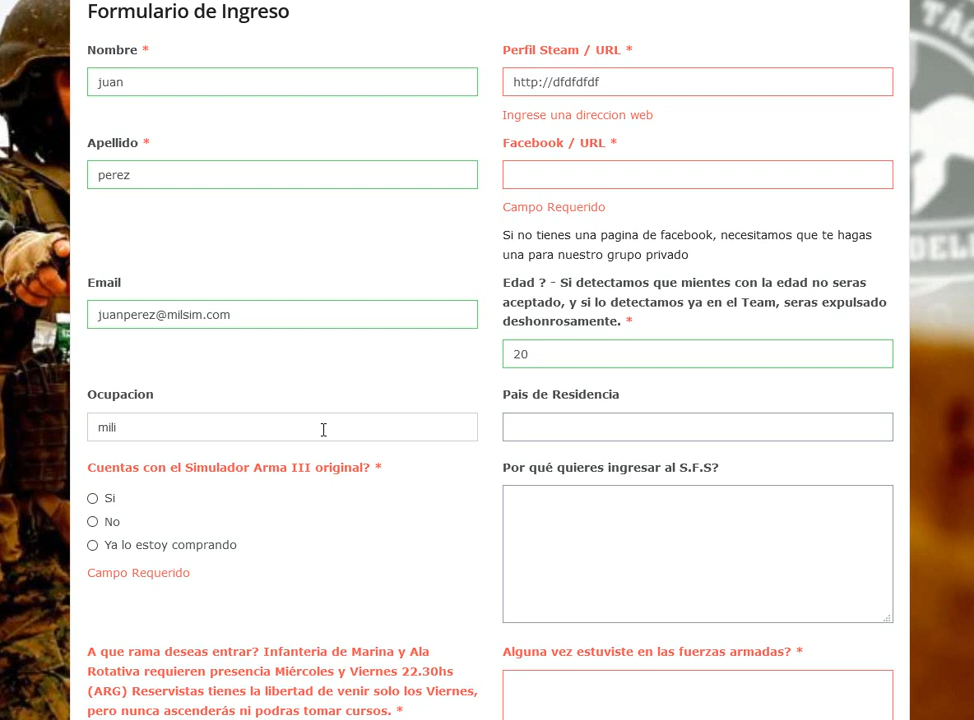 Formulario de Ingreso
Nombre *
juan
Perfil Steam / URL *
http://dfdfdfdf
Ingrese una direccion web
Apellido *
perez
Facebook / URL *
Campo Requerido
Si no tienes una pagina de facebook, necesitamos que te hagas
una para nuestro grupo privado
Email
juanperez@milsim.com
Edad ? - Si detectamos que mientes con la edad no seras
aceptado, y si lo detectamos ya en el Team, seras expulsado
deshonrosamente. *
20
Ocupacion
mili
Pais de Residencia
Cuentas con el Simulador Arma III original? *
Si
No
Ya lo estoy comprando
Campo Requerido
Por qué quieres ingresar al S.F.S?
A que rama deseas entrar? Infanteria de Marina y Ala
Rotativa requieren presencia Miércoles y Viernes 22.30hs
(ARG) Reservistas tienes la libertad de venir solo los Viernes,
pero nunca ascenderás ni podras tomar cursos. *
Alguna vez estuviste en las fuerzas armadas? *